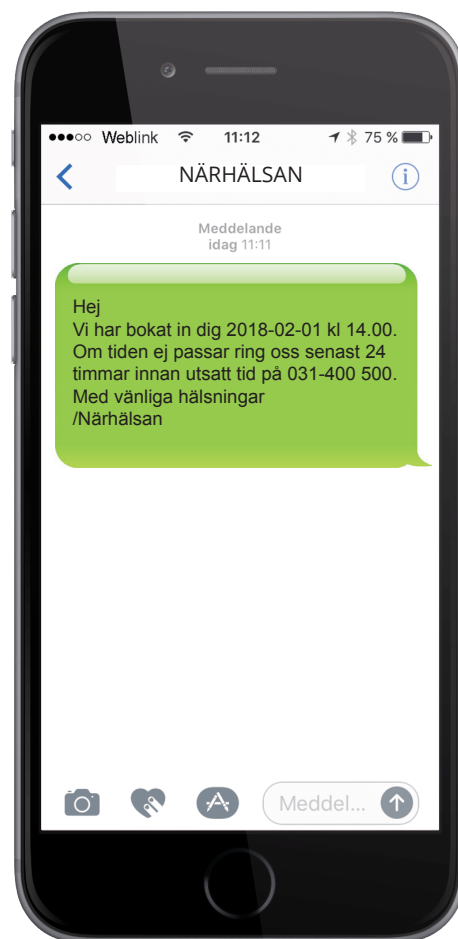 Weblink 11:12 75 %
NÄRHÄLSAN
Meddelande
idag 11:11
Hej
Vi har bokat in dig 2018-02-01 kl 14.00.
Om tiden ej passar ring oss senast 24
timmar innan utsatt tid på 031-400 500.
Med vänliga hälsningar
/Närhälsan
Meddel...